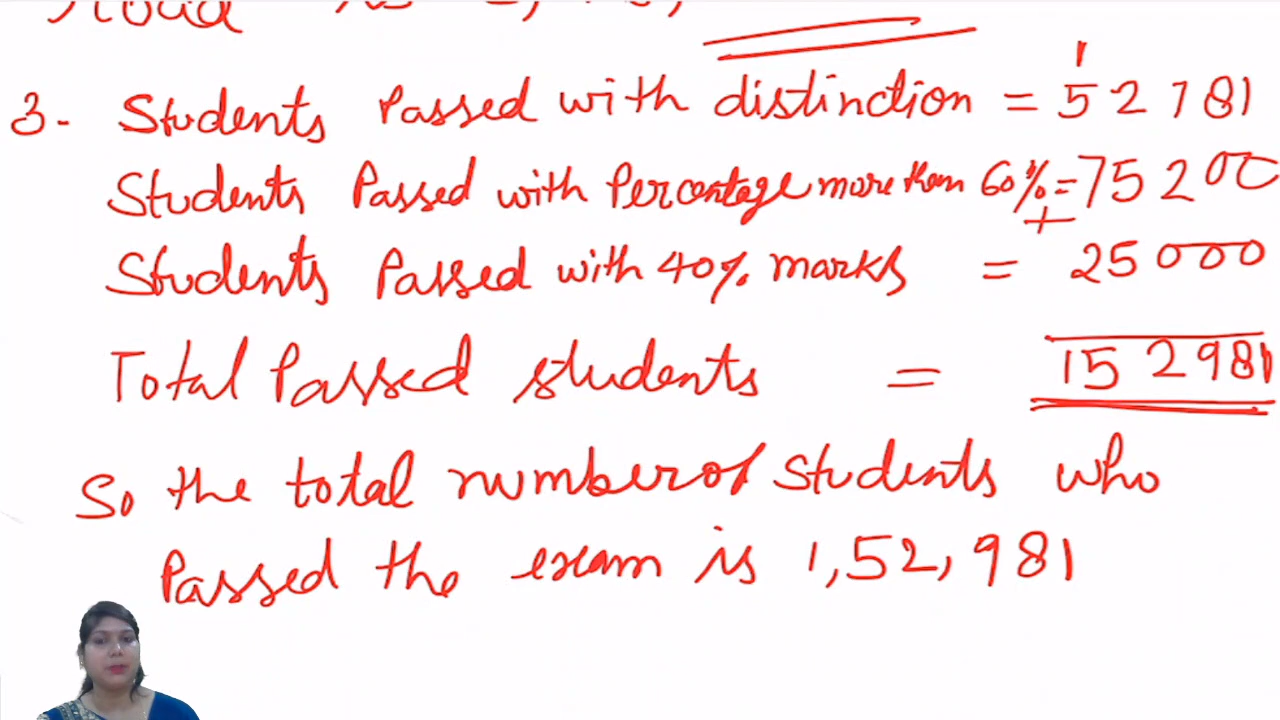 3. Students Passed with distinction = 52781
Students Passed with Percentage more than 60% = 75200
+
Students Passed with 40% marks = 25000
Total Passed students = 152981
So the total number of students who
Passed the exam is 1,52,981